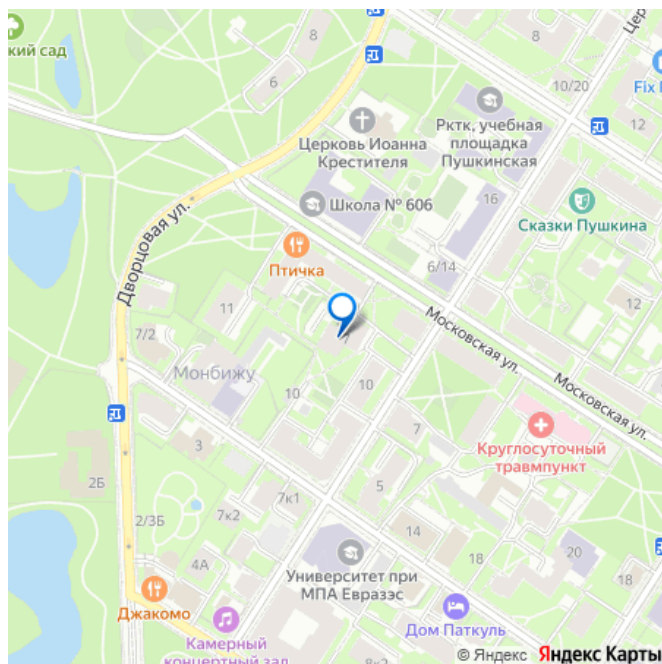 кий сад
8
6
8
Цер
10/20
Fix
12
Церковь Иоанна
Крестителя
Рктк, учебная
площадка
Пушкинская
Школа № 606
16
Сказки Пушкина
Дворцовая ул.
Птичка
6/14
12
11
Московская ул.
7/2
Монбижу
10
10
Московская ул.
7
Круглосуточный
травмпункт
3
2Б
5
7к1
2/3Б
7к2
14
18
20
4А
Университет при
МПА Евразэс
18
Джакомо
Дом Паткуль
Камерный
концертный зал
8к2
© Яндекс Яндекс Карты